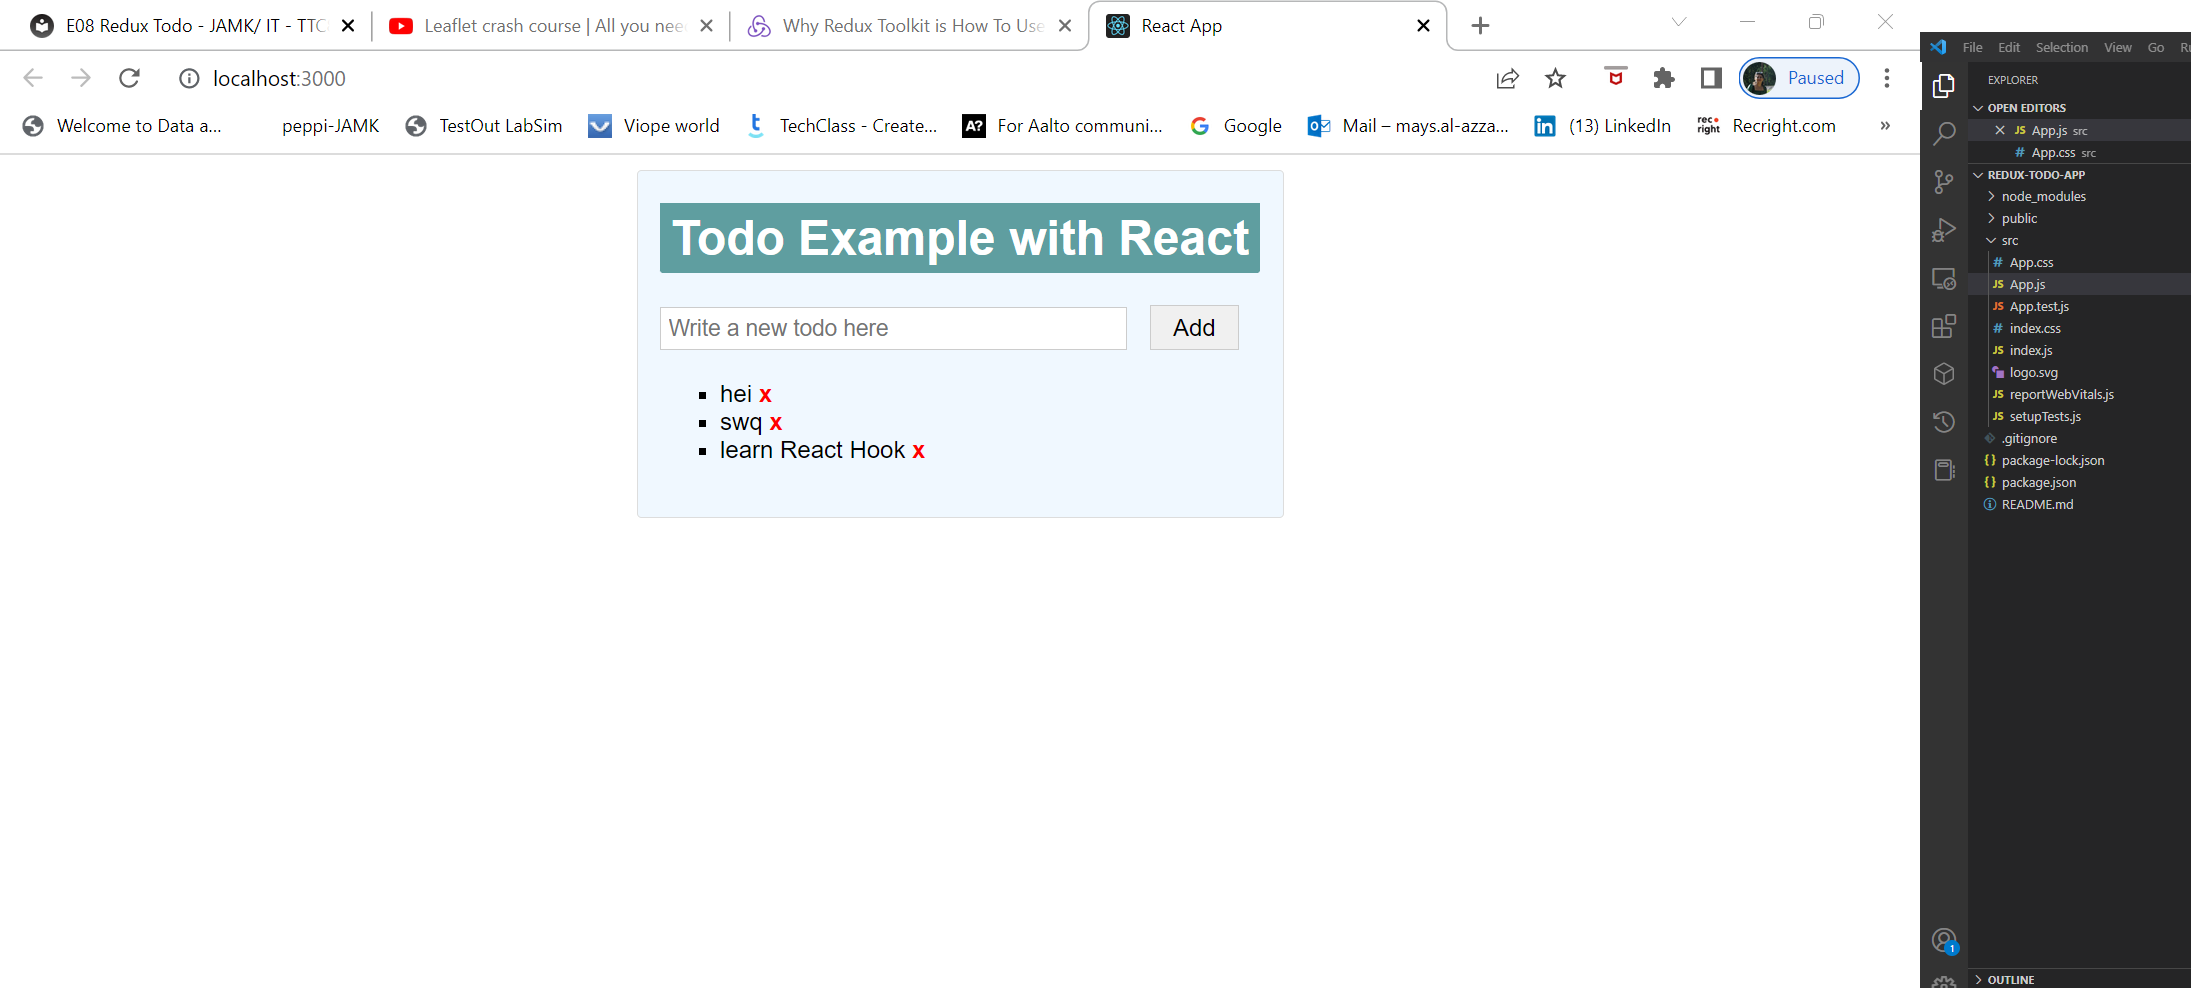 E08 Redux Todo - JAMK/ IT - TTC
Leaflet crash course | All you nee
Why Redux Toolkit is How To Use
React App
localhost:3000
Paused
Welcome to Data a...
peppi-JAMK
TestOut LabSim
Viope world
TechClass - Create...
A?
For Aalto communi...
Google
Mail – mays.al-azza...
(13) LinkedIn
rec right
Recright.com
»
Todo Example with React
Write a new todo here
Add
hei x
swq x
learn React Hook x
File Edit Selection View Go Ru
EXPLORER
OPEN EDITORS
JS App.js src
# App.css src
REDUX-TODO-APP
node_modules
public
src
# App.css
JS App.js
JS App.test.js
# index.css
JS index.js
logo.svg
JS reportWebVitals.js
JS setupTests.js
.gitignore
{} package-lock.json
{} package.json
README.md
1
OUTLINE